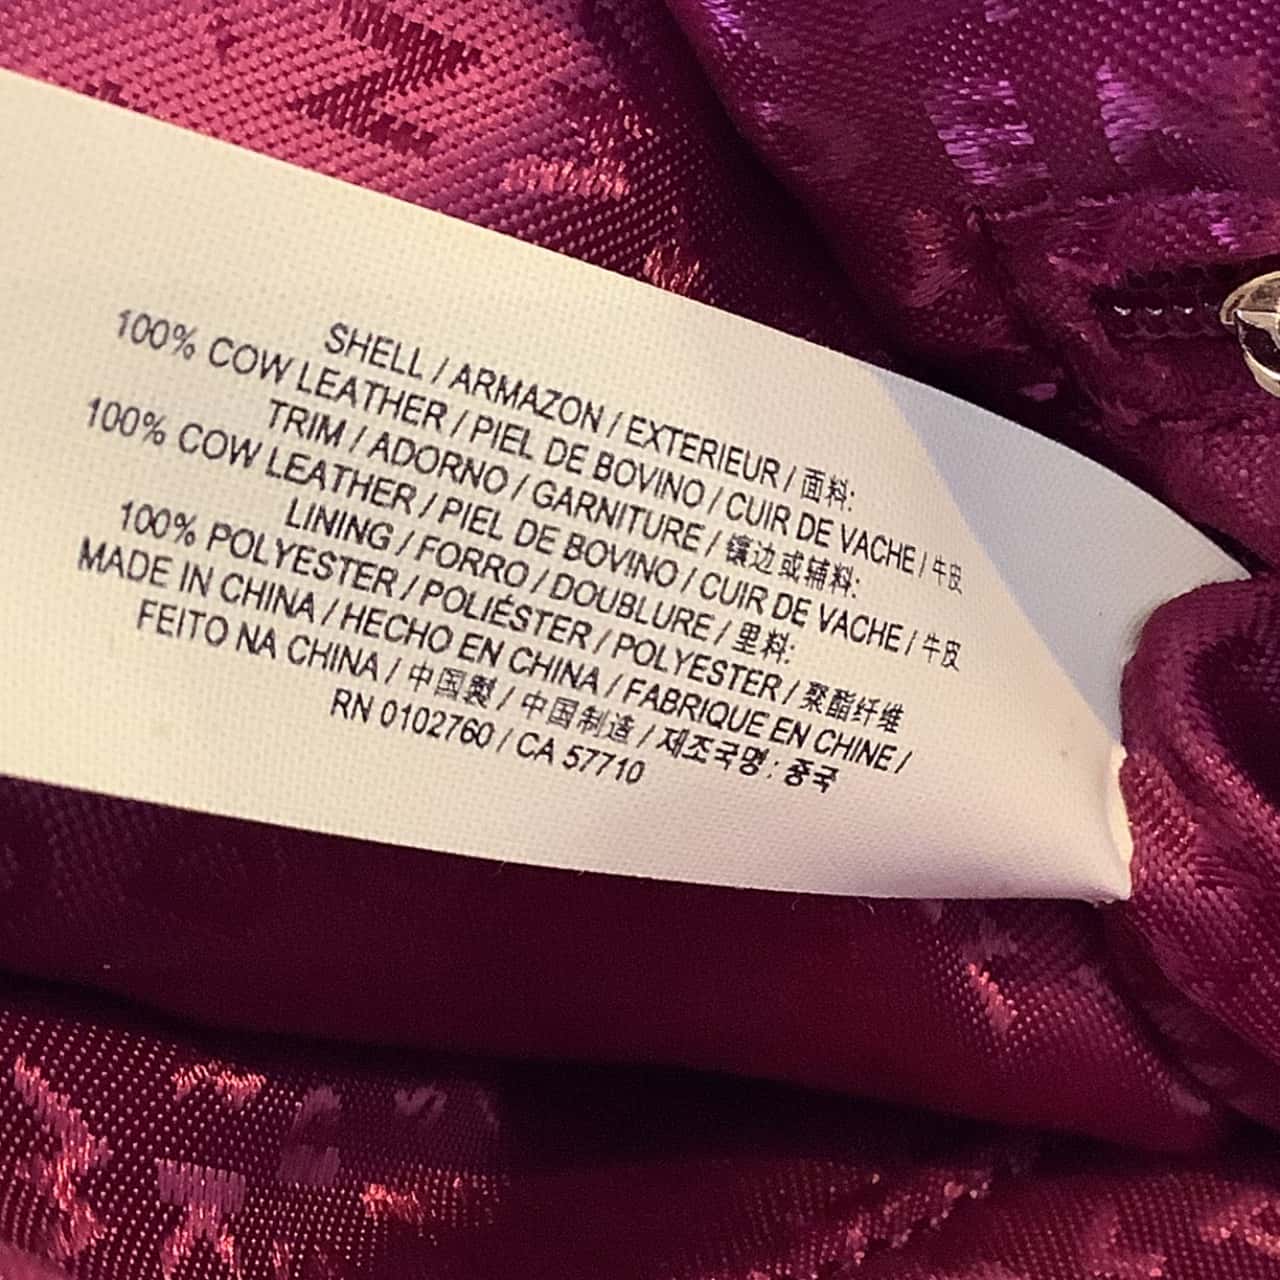 SHELL / ARMAZON / EXTERIEUR / 面料:
100% COW LEATHER / PIEL DE BOVINO / CUIR DE VACHE / 牛皮
TRIM / ADORNO / GARNITURE / 镶边或辅料:
100% COW LEATHER / PIEL DE BOVINO / CUIR DE VACHE / 牛皮
LINING / FORRO / DOUBLURE / 里料:
100% POLYESTER / POLIÉSTER / POLYESTER / 聚酯纤维
MADE IN CHINA / HECHO EN CHINA / FABRIQUE EN CHINE /
FEITO NA CHINA / 中国製 / 中国制造 / 제조국명 : 중국
RN 0102760 / CA 57710